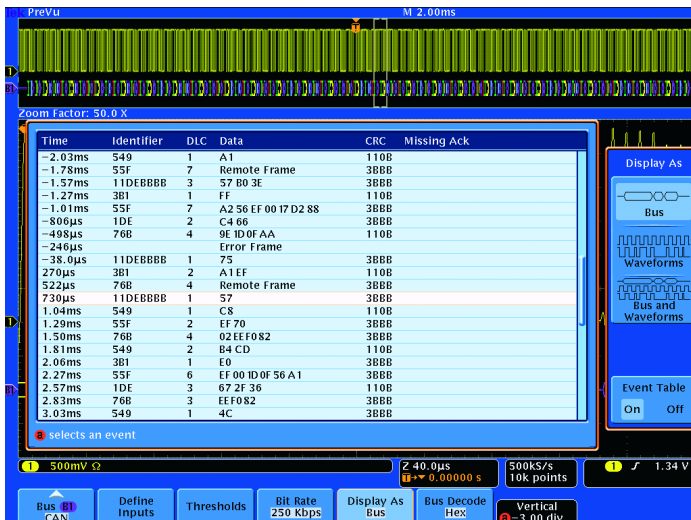 Tek PreVu M 2.00ms
Zoom Factor: 50.0 X
Time Identifier DLC Data CRC Missing Ack
−2.03ms 549 1 A1 110B
−1.78ms 55F 7 Remote Frame 3BBB
−1.57ms 11DEBBBB 3 57 B0 3E 3BBB
−1.27ms 3B1 1 FF 110B
−1.01ms 55F 7 A2 56 EF 00 17 D2 88 3BBB
−806µs 1DE 2 C4 66 3BBB
−498µs 76B 4 9E 1D 0F AA 110B
−246µs Error Frame
−38.0µs 11DEBBBB 1 75 3BBB
270µs 3B1 2 A1 EF 110B
522µs 76B 4 Remote Frame 3BBB
730µs 11DEBBBB 1 57 3BBB
1.04ms 549 1 C8 110B
1.29ms 55F 2 EF 70 3BBB
1.50ms 76B 4 02 EE F0 82 3BBB
1.81ms 549 2 B4 CD 110B
2.06ms 3B1 1 E0 3BBB
2.27ms 55F 6 EF 00 1D 0F 56 A1 3BBB
2.57ms 1DE 3 67 2F 36 110B
2.83ms 76B 3 EE F0 82 3BBB
3.03ms 549 1 4C 3BBB
a selects an event
Display As
Bus
Waveforms
Bus and
Waveforms
Event Table
On Off
1
B1
T
1
B1
1 500mV Ω
Z 40.0µs
T→▼ 0.00000 s
500kS/s
10k points
1 1.34 V
Bus B1
CAN
Define
Inputs
Thresholds
Bit Rate
250 Kbps
Display As
Bus
Bus Decode
Hex
Vertical
a −3.00 div